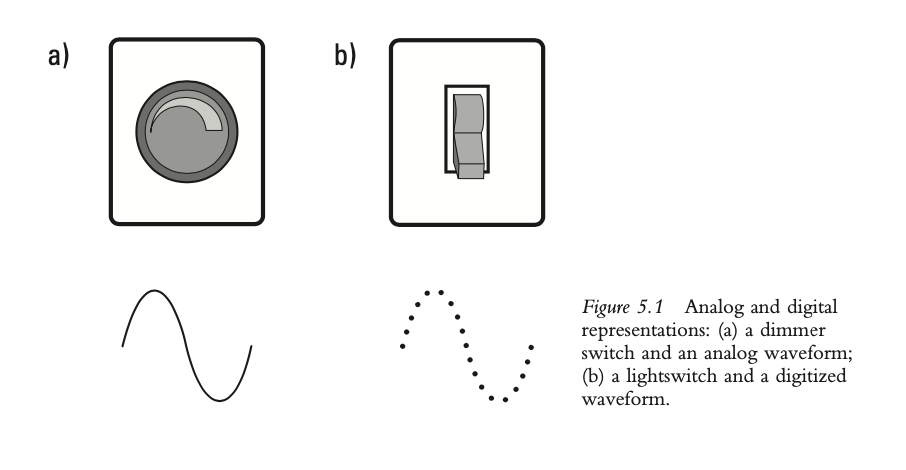 a)
b)
Figure 5.1 Analog and digital
representations: (a) a dimmer
switch and an analog waveform;
(b) a lightswitch and a digitized
waveform.